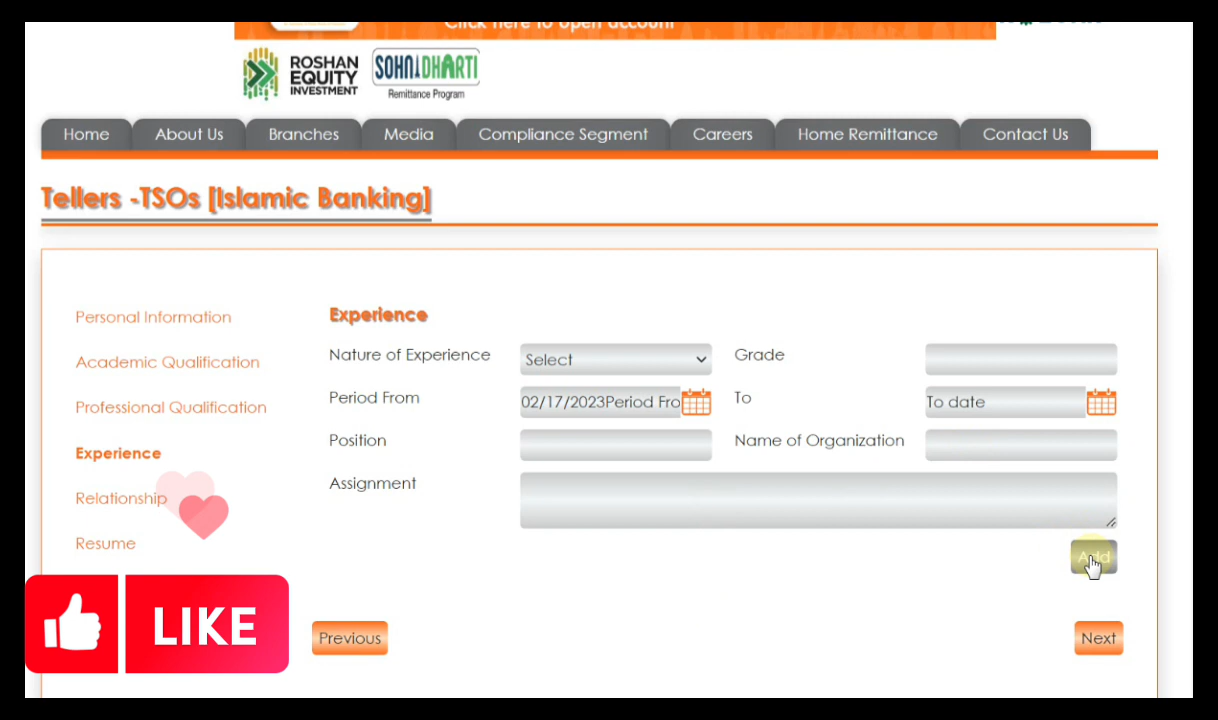 Click here to open account
ROSHAN
EQUITY
INVESTMENT
SOHNIDHARTI
Remittance Program
Home About Us Branches Media Compliance Segment Careers Home Remittance Contact Us
Tellers -TSOs [Islamic Banking]
Personal Information
Academic Qualification
Professional Qualification
Experience
Relationship
Resume
Experience
Nature of Experience Select Grade
Period From 02/17/2023Period Fro To To date
Position Name of Organization
Assignment
Add
LIKE
Previous Next